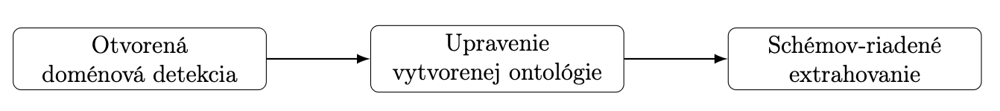 Otvorená
doménová detekcia
Upravenie
vytvorenej ontológie
Schémov-riadené
extrahovanie